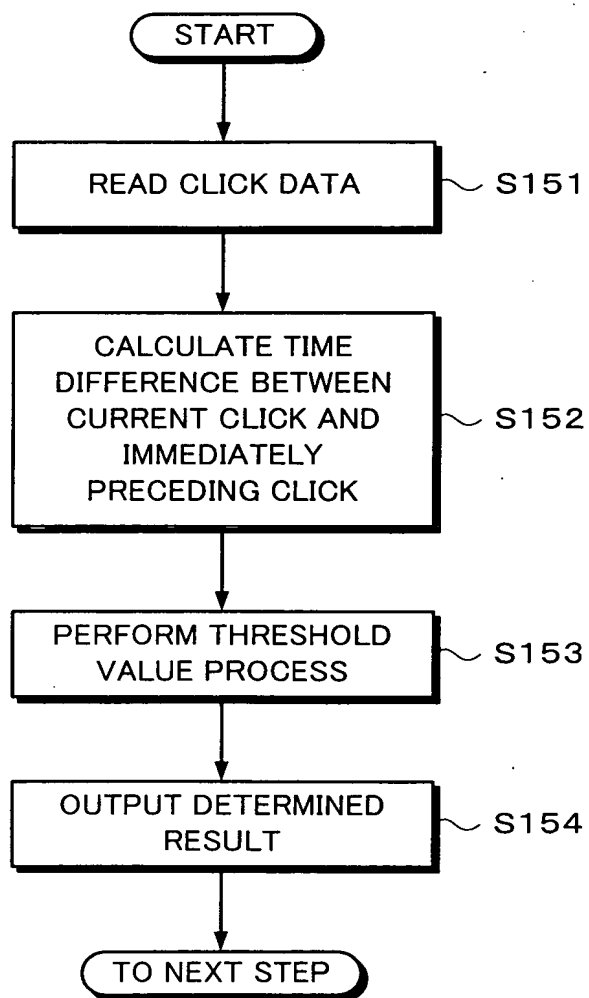 START
READ CLICK DATA
S151
CALCULATE TIME
DIFFERENCE BETWEEN
CURRENT CLICK AND
IMMEDIATELY
PRECEDING CLICK
S152
PERFORM THRESHOLD
VALUE PROCESS
S153
OUTPUT DETERMINED
RESULT
S154
TO NEXT STEP